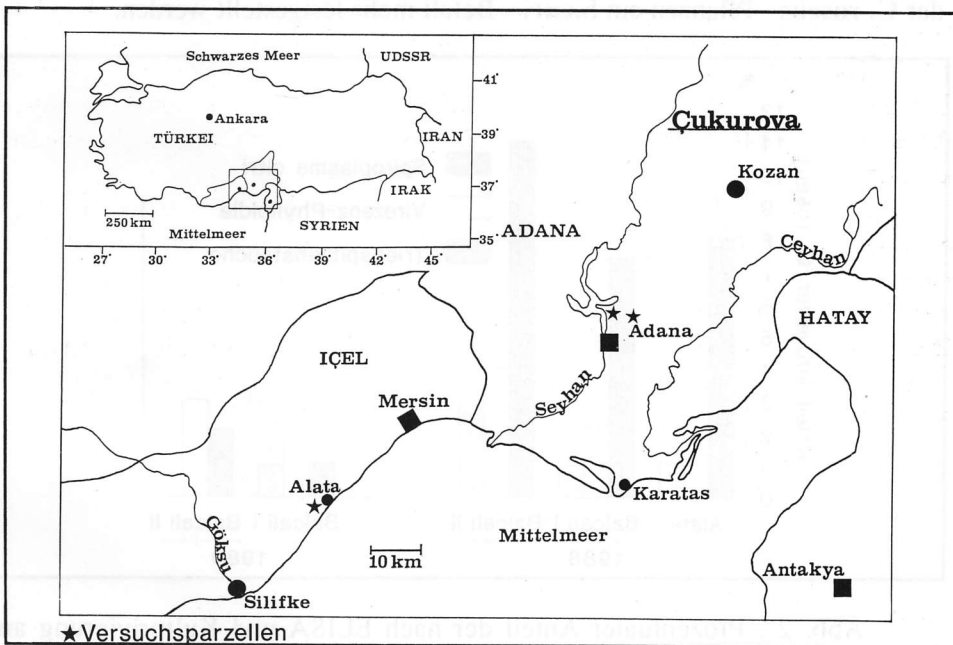 Schwarzes Meer
UDSSR
41°
Ankara
TÜRKEI
IRAN
39°
IRAK
37°
250 km
Mittelmeer
SYRIEN
35°
27°
33°
36°
39°
42°
45°
Çukurova
Kozan
ADANA
Ceyhan
Adana
HATAY
IÇEL
Seyhan
Mersin
Alata
Karatas
Göksu
10 km
Mittelmeer
Antakya
Silifke
★Versuchsparzellen